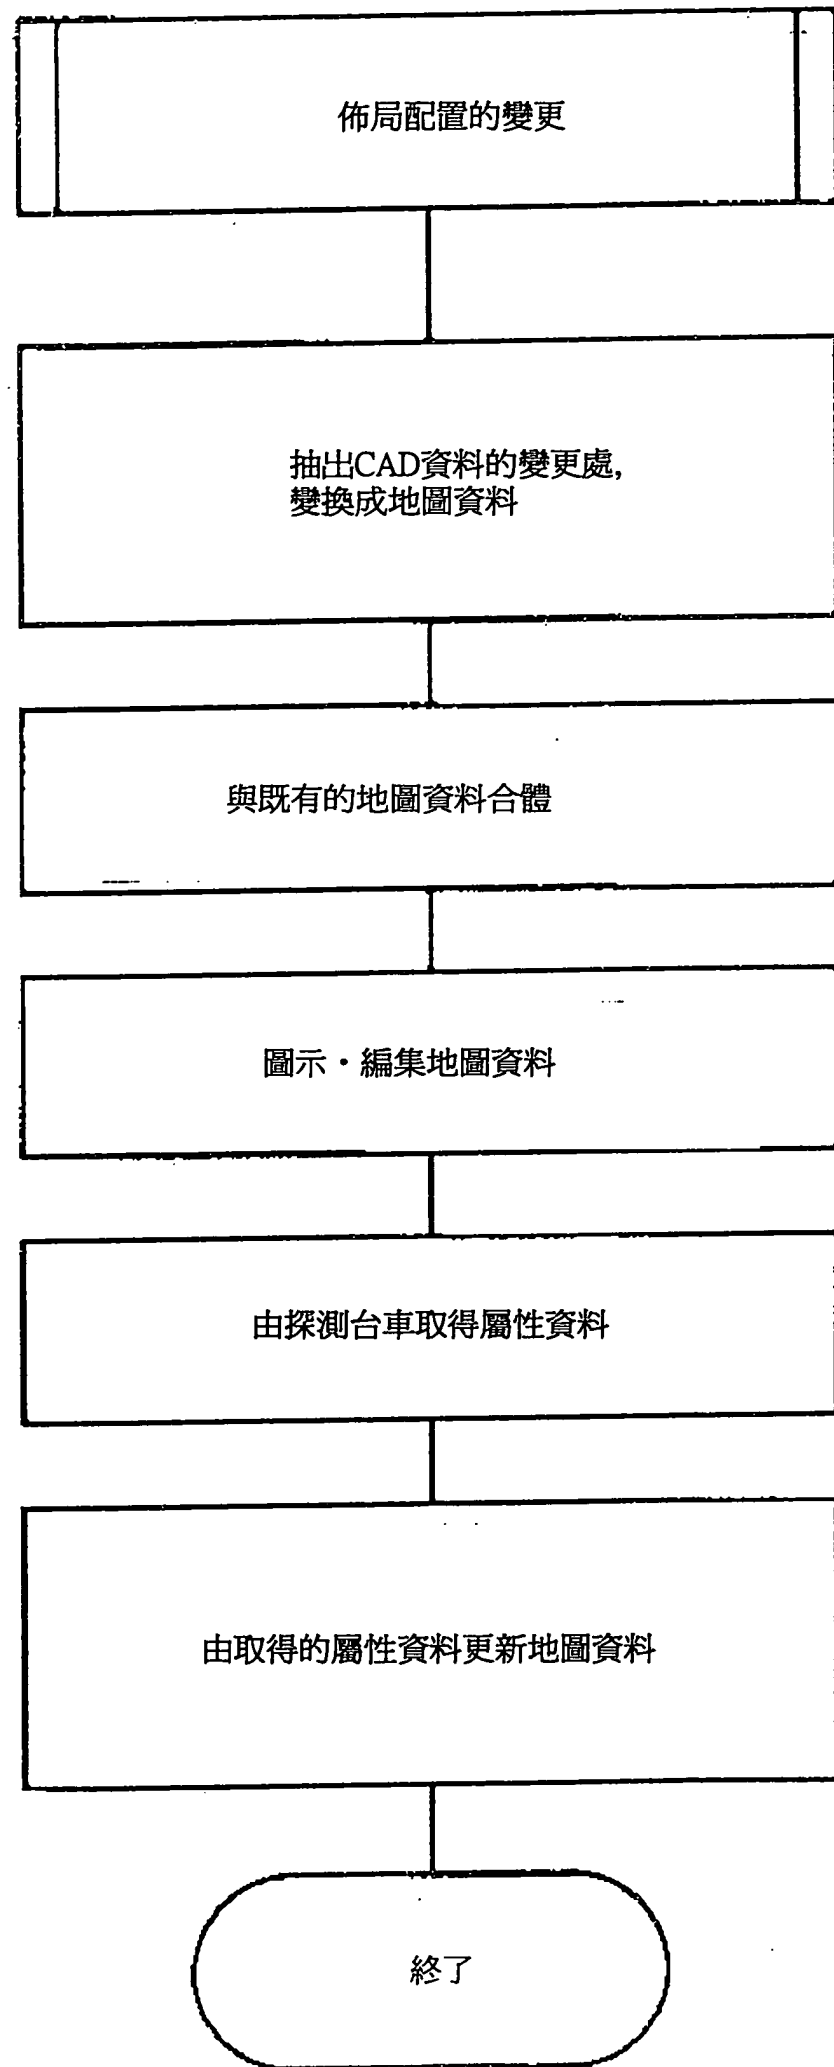 佈局配置的變更
抽出CAD資料的變更處,
變換成地圖資料
與既有的地圖資料合體
圖示・編集地圖資料
由探測台車取得屬性資料
由取得的屬性資料更新地圖資料
終了